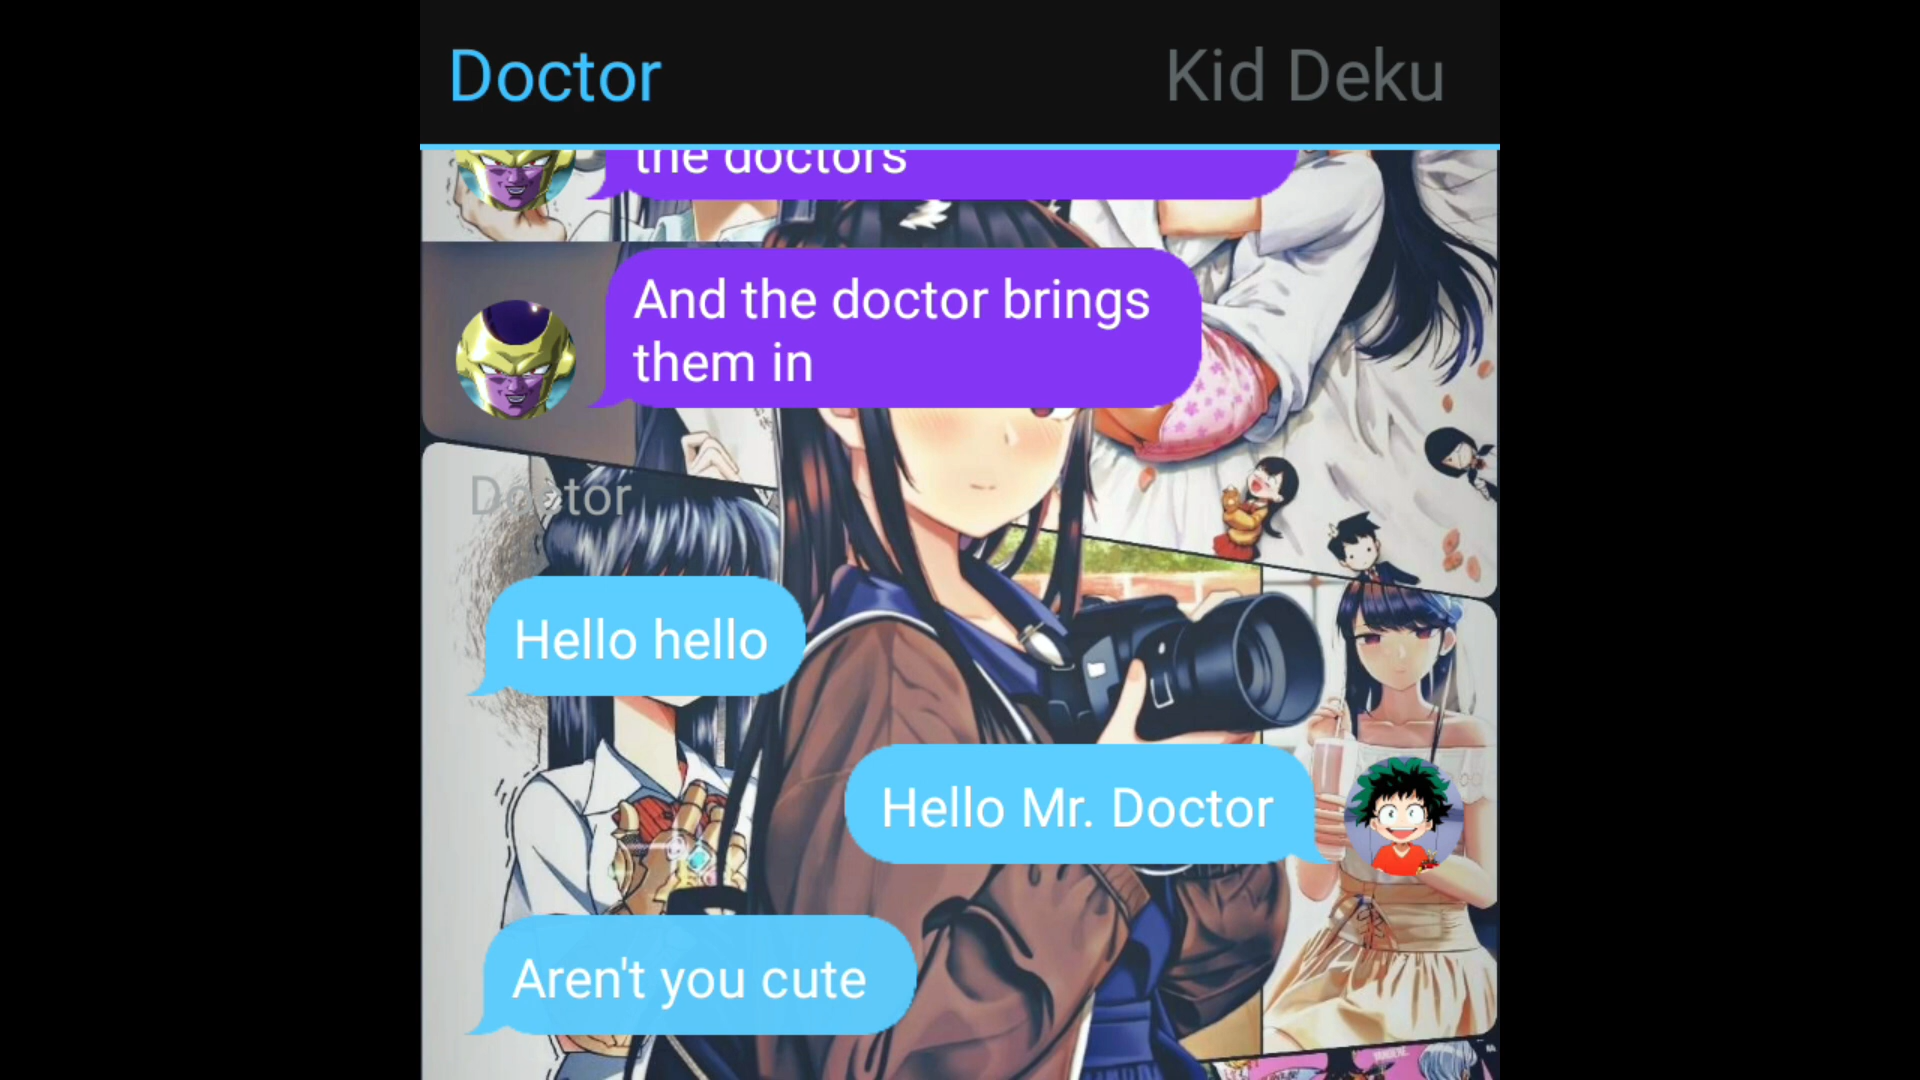 Doctor
Kid Deku
the doctors
And the doctor brings
them in
Doctor
Hello hello
Hello Mr. Doctor
Aren't you cute